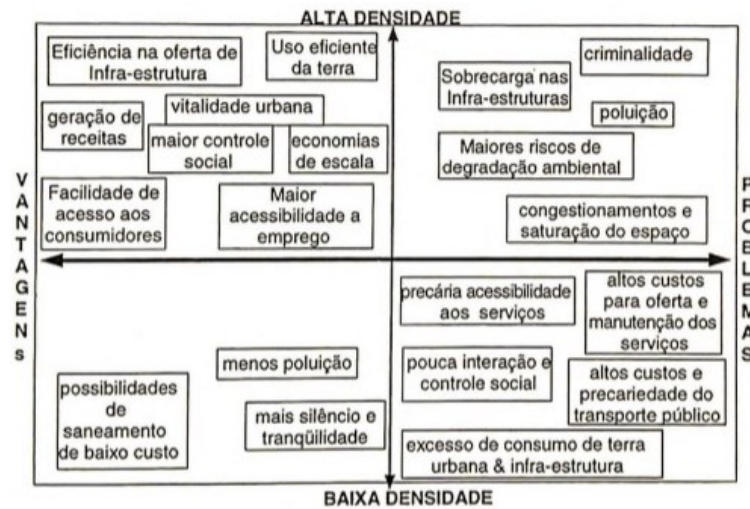 ALTA DENSIDADE
Eficiência na oferta de
Infra-estrutura
Uso eficiente
da terra
geração de
receitas
vitalidade urbana
maior controle
social
economias
de escala
Facilidade de
acesso aos
consumidores
Maior
acessibilidade a
emprego
criminalidade
Sobrecarga nas
Infra-estruturas
poluição
Maiores riscos de
degradação ambiental
congestionamentos e
saturação do espaço
VANTAGENs
PROBLEMAS
menos poluição
possibilidades
de
saneamento
de baixo custo
mais silêncio e
tranqüilidade
precária acessibilidade
aos serviços
altos custos
para oferta e
manutenção dos
serviços
pouca interação e
controle social
altos custos e
precariedade do
transporte público
excesso de consumo de terra
urbana & infra-estrutura
BAIXA DENSIDADE